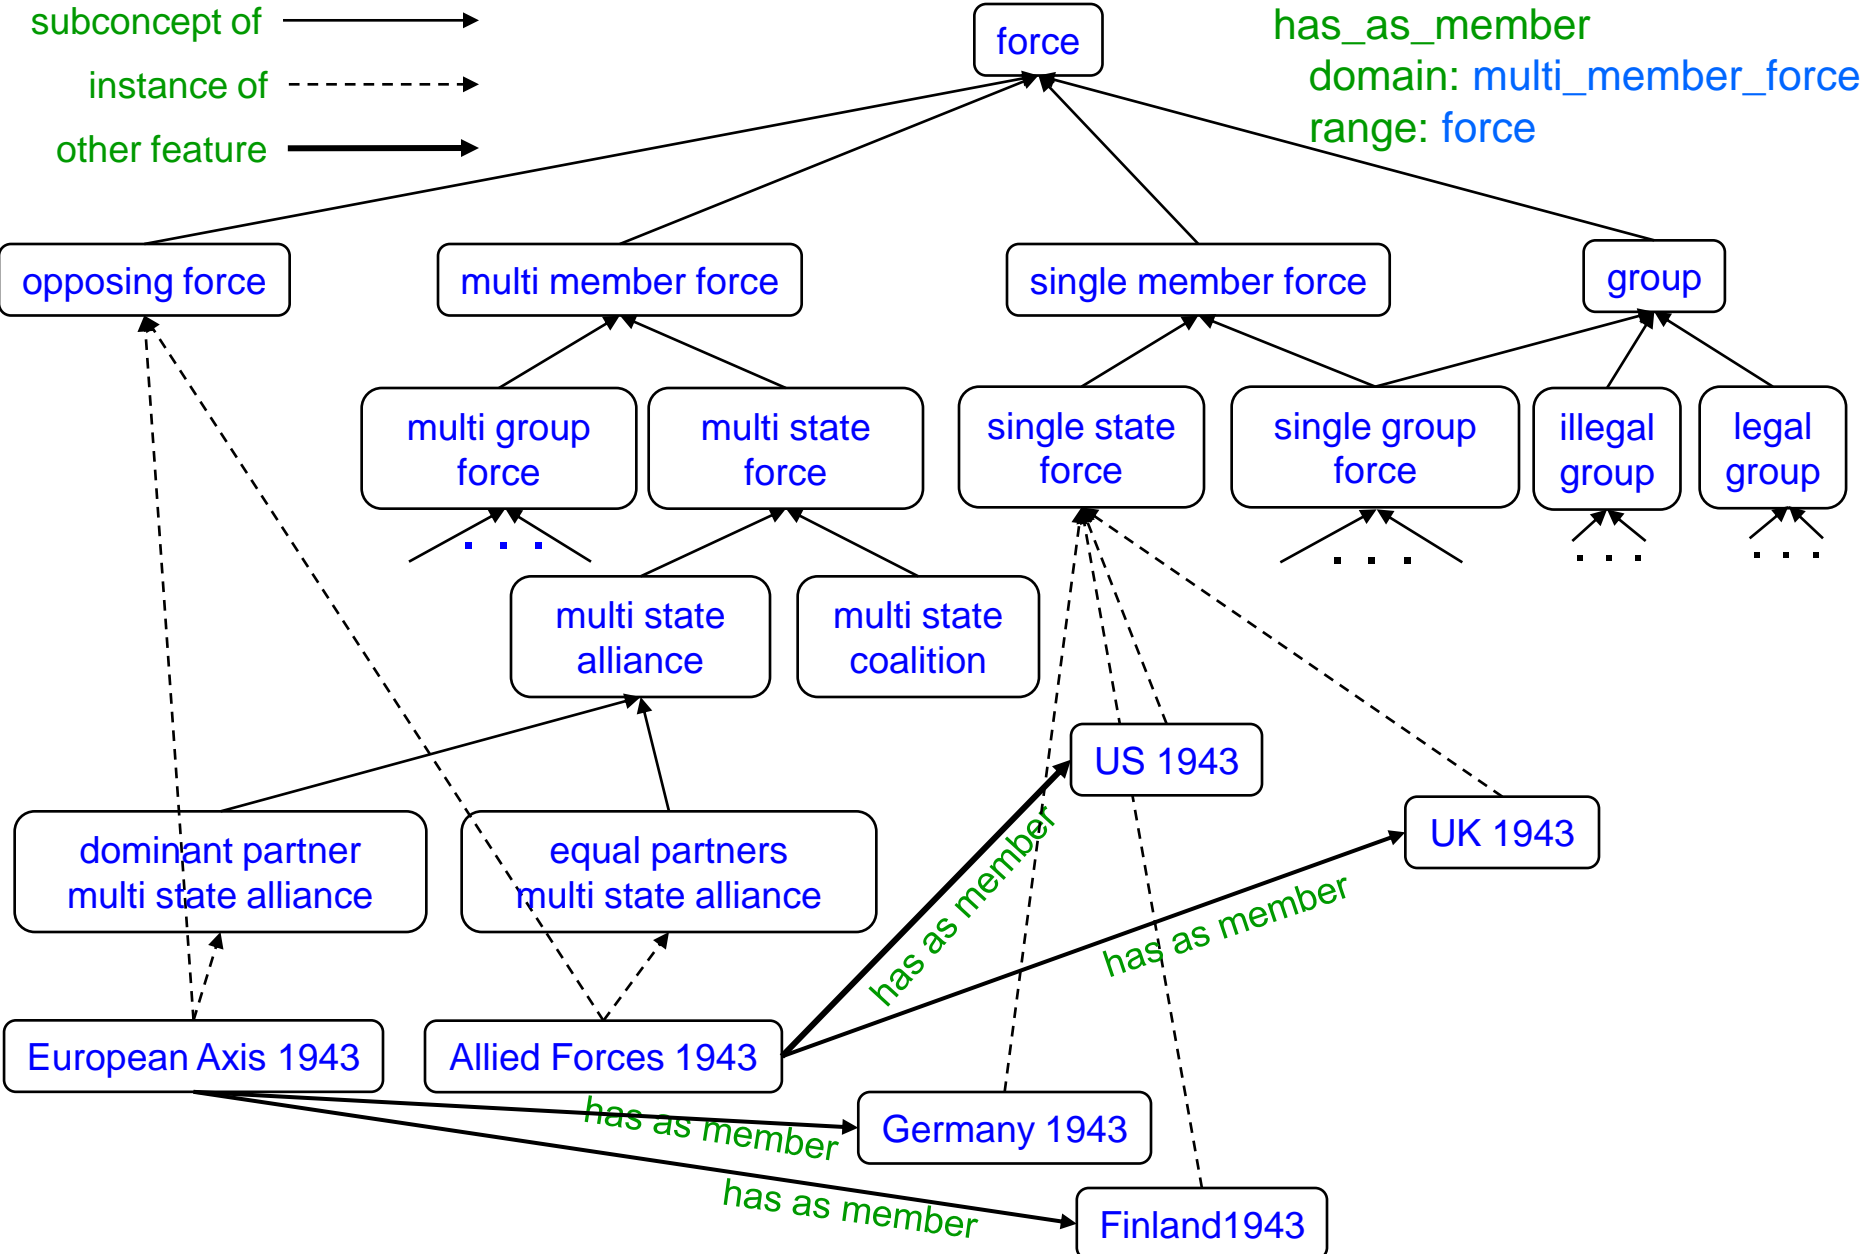 subconcept of
instance of
other feature
force
has_as_member
domain: multi_member_force
range: force
opposing force
multi member force
single member force
group
multi group
force
multi state
force
single state
force
single group
force
illegal
group
legal
group
. . .
. . .
. . .
. . .
multi state
alliance
multi state
coalition
US 1943
UK 1943
dominant partner
multi state alliance
equal partners
multi state alliance
has as member
has as member
European Axis 1943
Allied Forces 1943
has as member
Germany 1943
has as member
Finland1943